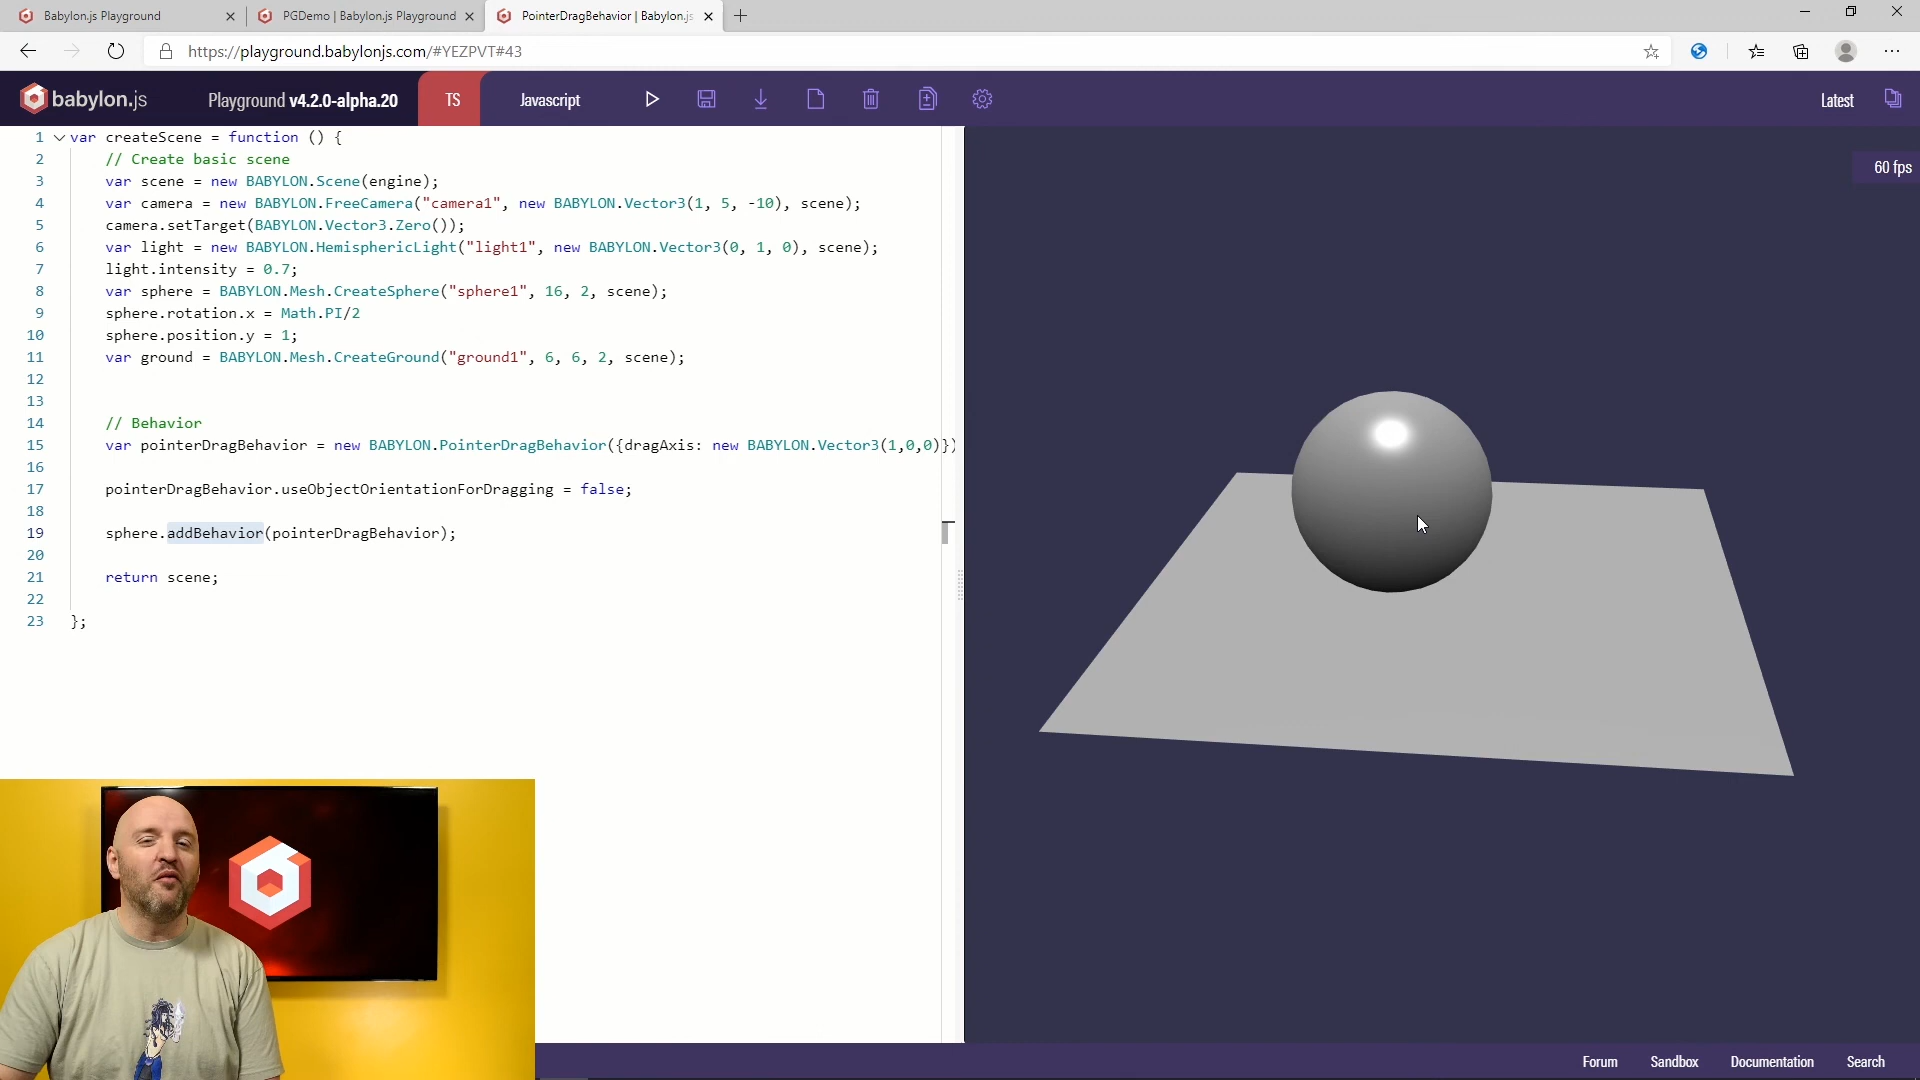 Babylon.js Playground
PGDemo | Babylon.js Playground
PointerDragBehavior | Babylon.js
https://playground.babylonjs.com/#YEZPVT#43
babylon.js
Playground v4.2.0-alpha.20
TS
Javascript
Latest
60 fps
1 var createScene = function () {
2 // Create basic scene
3 var scene = new BABYLON.Scene(engine);
4 var camera = new BABYLON.FreeCamera("camera1", new BABYLON.Vector3(1, 5, -10), scene);
5 camera.setTarget(BABYLON.Vector3.Zero());
6 var light = new BABYLON.HemisphericLight("light1", new BABYLON.Vector3(0, 1, 0), scene);
7 light.intensity = 0.7;
8 var sphere = BABYLON.Mesh.CreateSphere("sphere1", 16, 2, scene);
9 sphere.rotation.x = Math.PI/2
10 sphere.position.y = 1;
11 var ground = BABYLON.Mesh.CreateGround("ground1", 6, 6, 2, scene);
12
13
14 // Behavior
15 var pointerDragBehavior = new BABYLON.PointerDragBehavior({dragAxis: new BABYLON.Vector3(1,0,0)})
16
17 pointerDragBehavior.useObjectOrientationForDragging = false;
18
19 sphere.addBehavior(pointerDragBehavior);
20
21 return scene;
22
23 };
Forum
Sandbox
Documentation
Search